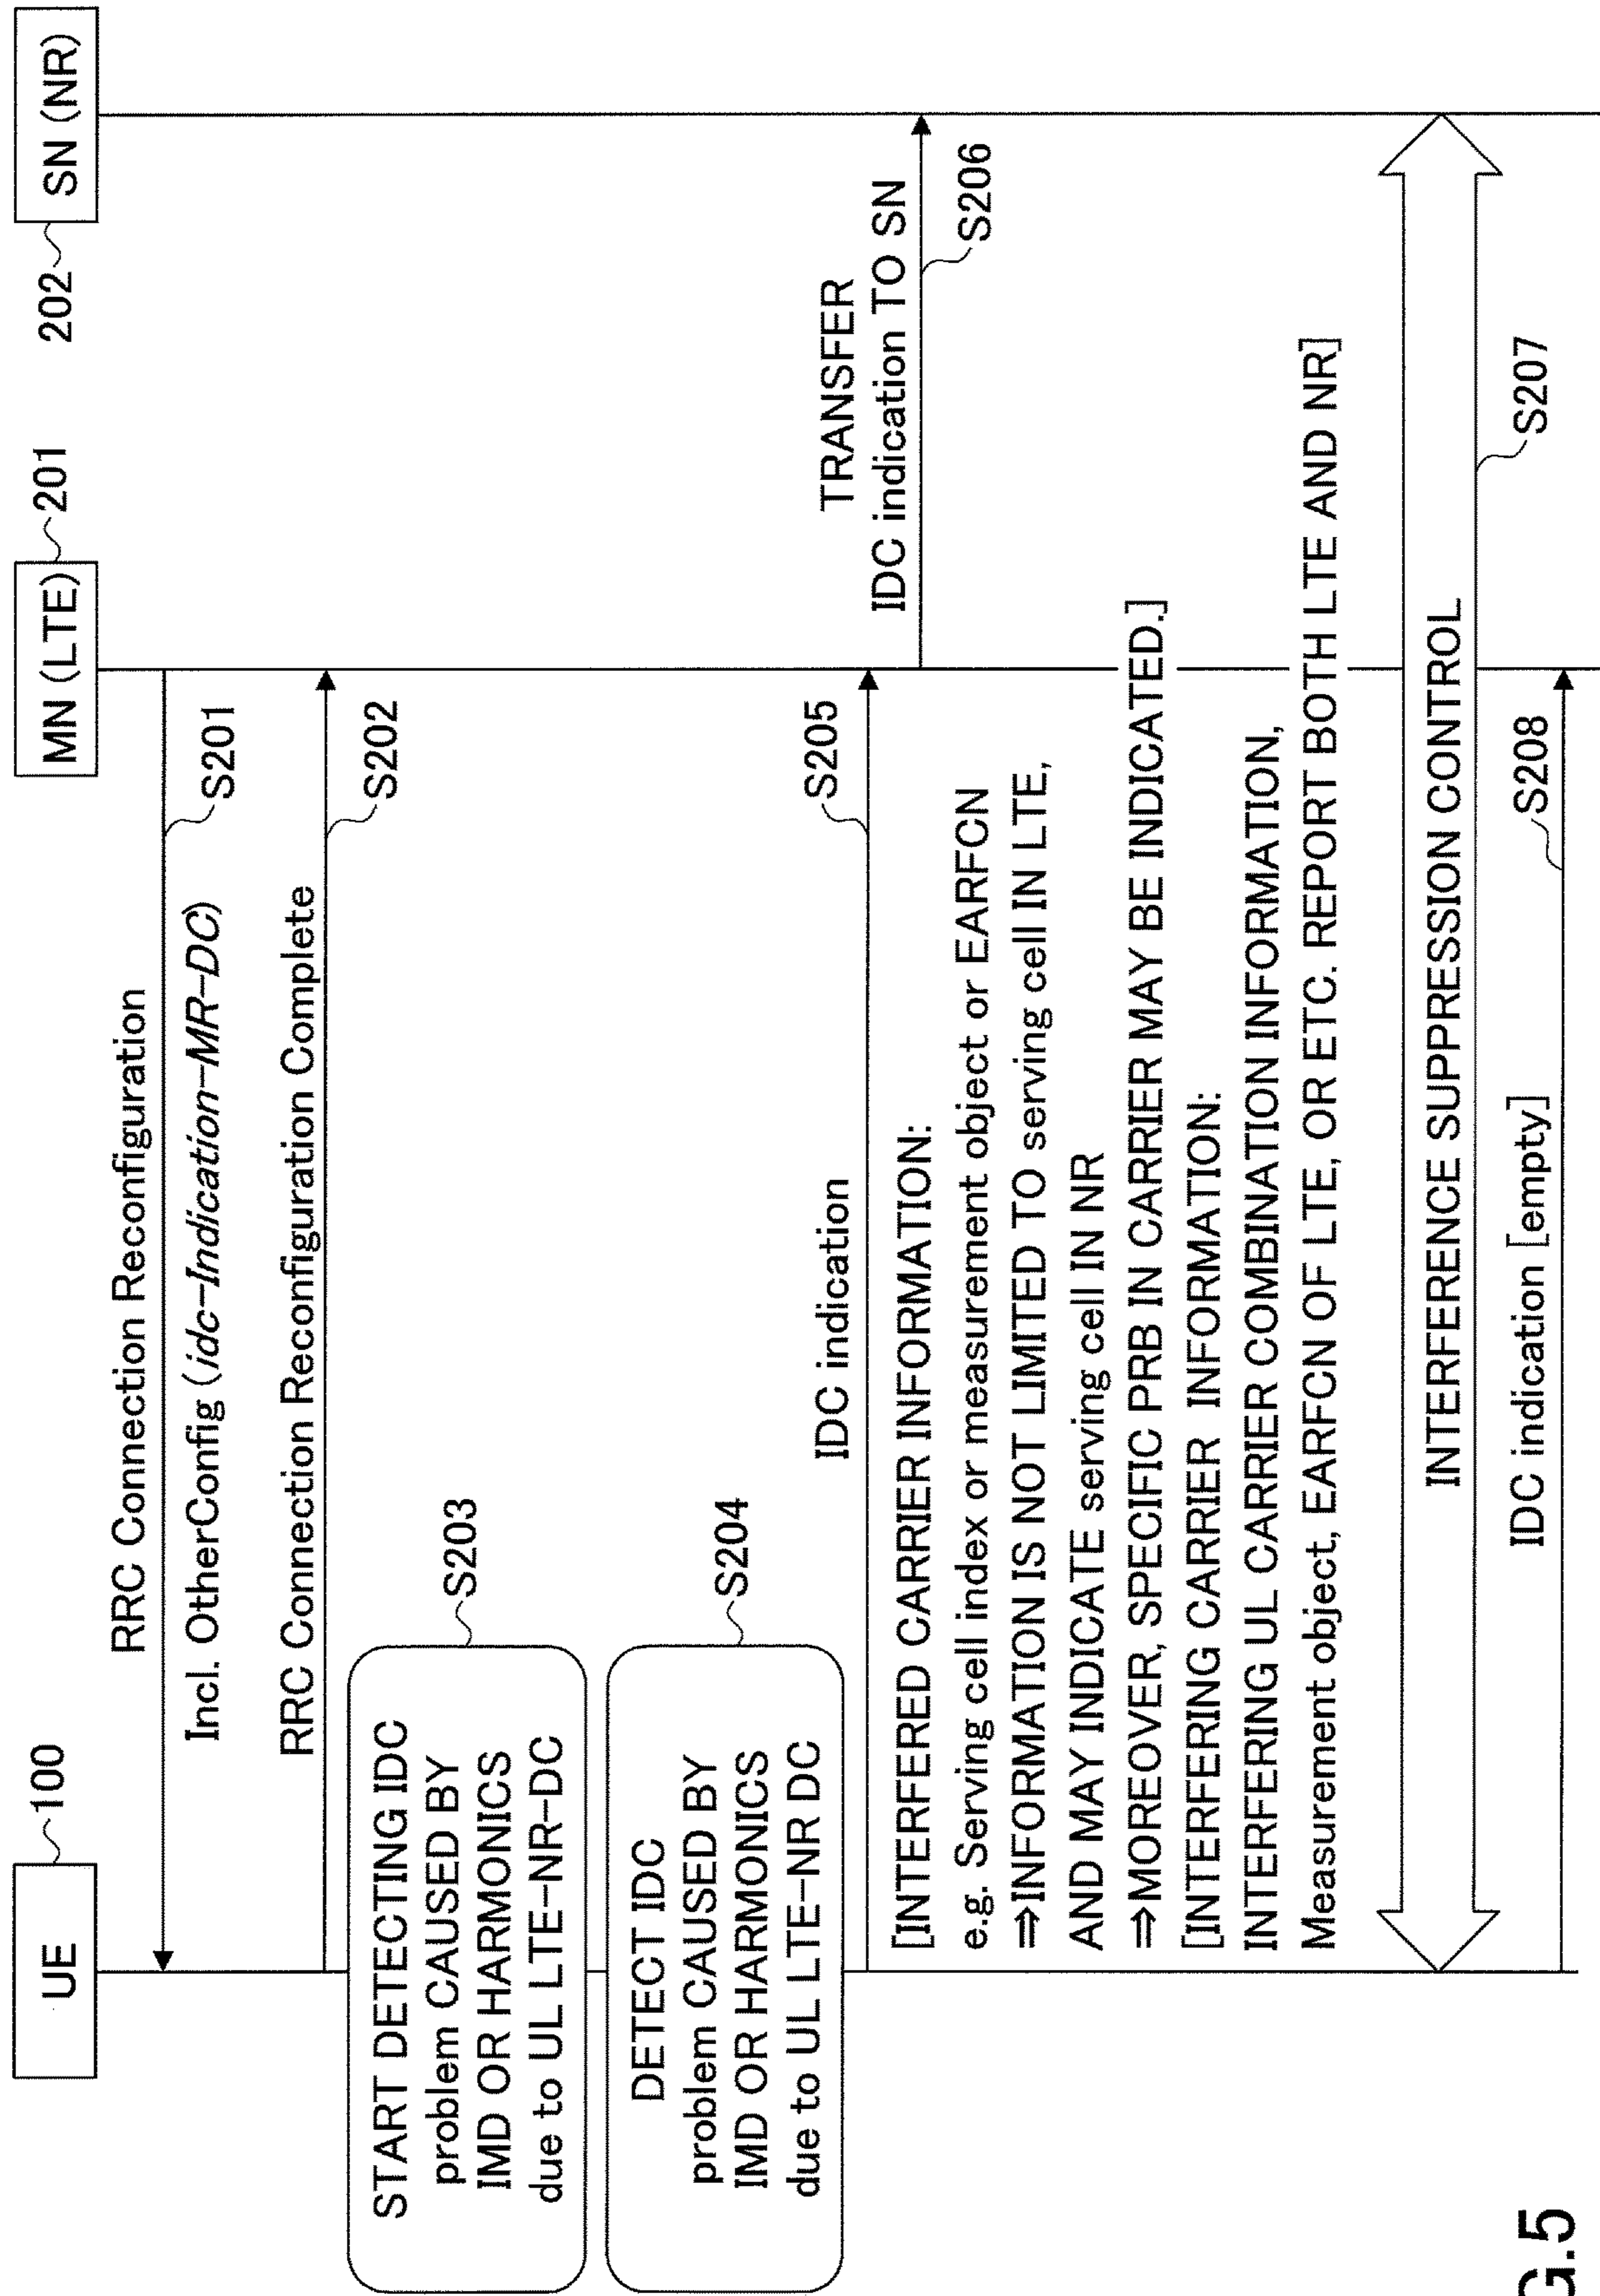 UE
100
MN (LTE)
201
SN (NR)
202
RRC Connection Reconfiguration
S201
Incl. OtherConfig (idc-Indication-MR-DC)
RRC Connection Reconfiguration Complete
S202
START DETECTING IDC
problem CAUSED BY
IMD OR HARMONICS
due to UL LTE-NR-DC
S203
DETECT IDC
problem CAUSED BY
IMD OR HARMONICS
due to UL LTE-NR DC
S204
IDC indication
S205
TRANSFER
IDC indication TO SN
S206
[INTERFERED CARRIER INFORMATION:
e.g. Serving cell index or measurement object or EARFCN
⇒INFORMATION IS NOT LIMITED TO serving cell IN LTE,
AND MAY INDICATE serving cell IN NR
⇒MOREOVER, SPECIFIC PRB IN CARRIER MAY BE INDICATED.]
[INTERFERING CARRIER INFORMATION:
INTERFERING UL CARRIER COMBINATION INFORMATION,
Measurement object, EARFCN OF LTE, OR ETC. REPORT BOTH LTE AND NR]
INTERFERENCE SUPPRESSION CONTROL
S207
IDC indication [empty]
S208
G.5